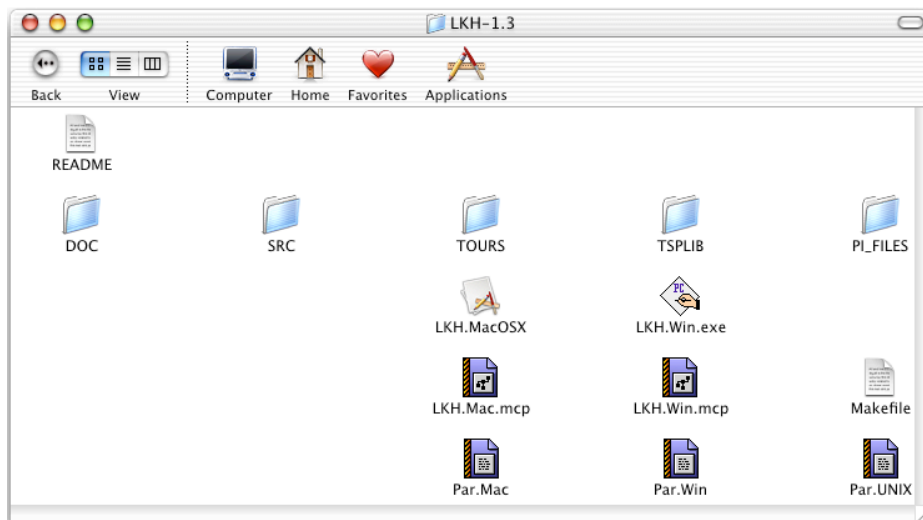 LKH-1.3
Back View Computer Home Favorites Applications
README
DOC SRC TOURS TSPLIB PI_FILES
PC
LKH.MacOSX LKH.Win.exe
LKH.Mac.mcp LKH.Win.mcp Makefile
Par.Mac Par.Win Par.UNIX